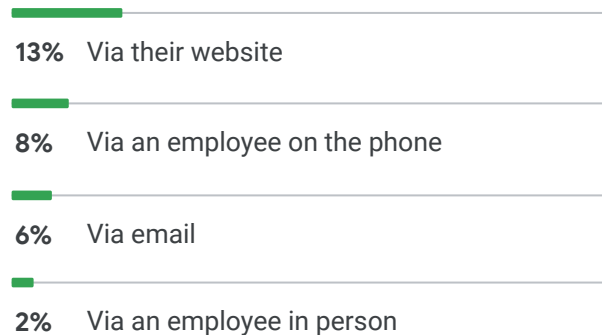 13% Via their website
8% Via an employee on the phone
6% Via email
2% Via an employee in person